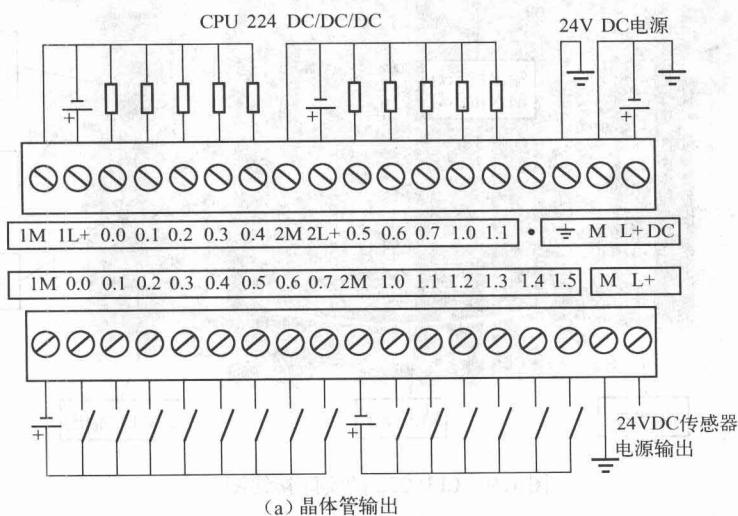 CPU 224 DC/DC/DC
24V DC电源
+
+
+
1M 1L+ 0.0 0.1 0.2 0.3 0.4 2M 2L+ 0.5 0.6 0.7 1.0 1.1 • ⏚ M L+ DC
1M 0.0 0.1 0.2 0.3 0.4 0.5 0.6 0.7 2M 1.0 1.1 1.2 1.3 1.4 1.5 M L+
+
+
24VDC传感器
电源输出
(a)晶体管输出